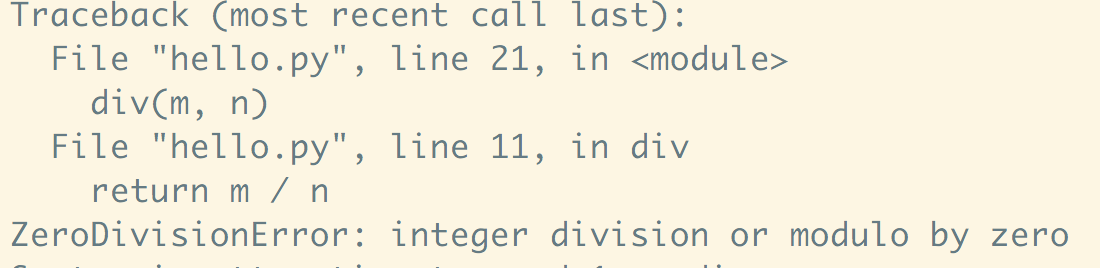 Traceback (most recent call last):
  File "hello.py", line 21, in <module>
    div(m, n)
  File "hello.py", line 11, in div
    return m / n
ZeroDivisionError: integer division or modulo by zero